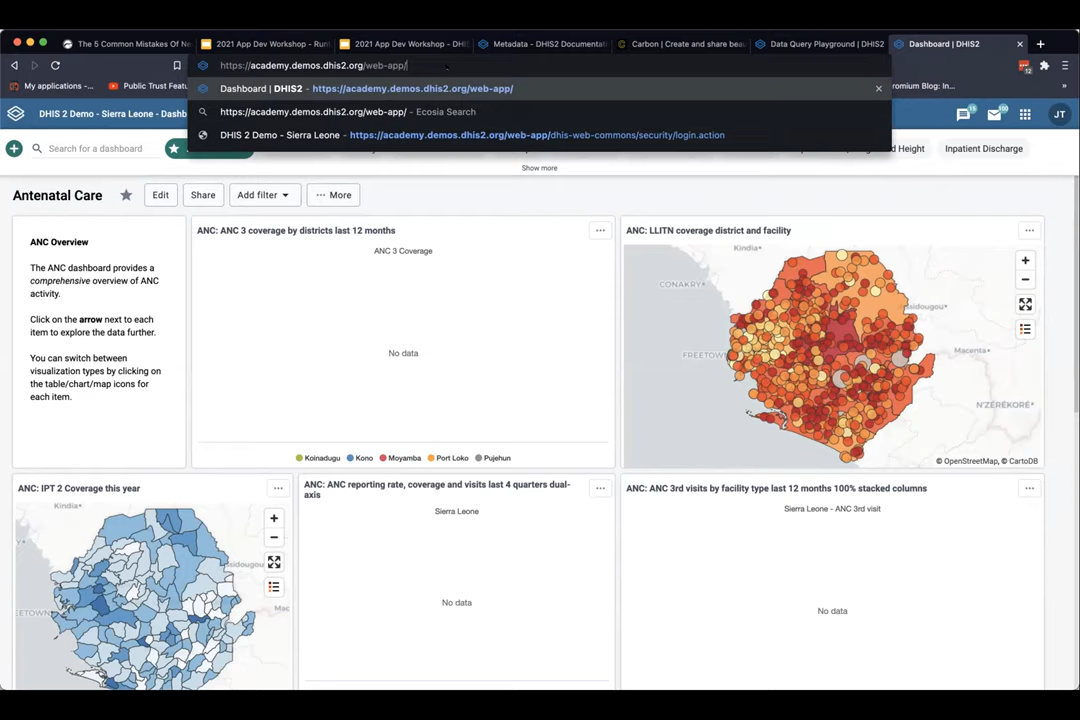 The 5 Common Mistakes Of Ne
2021 App Dev Workshop - Run
2021 App Dev Workshop - DHI
Metadata - DHIS2 Documentati
Carbon | Create and share beau
Data Query Playground | DHIS2
Dashboard | DHIS2
https://academy.demos.dhis2.org/web-app/
12
My applications -...
Public Trust Featu
romium Blog: In...
»
Dashboard | DHIS2 - https://academy.demos.dhis2.org/web-app/
https://academy.demos.dhis2.org/web-app/ - Ecosia Search
DHIS 2 Demo - Sierra Leone - https://academy.demos.dhis2.org/web-app/dhis-web-commons/security/login.action
DHIS 2 Demo - Sierra Leone - Dashb
JT
Search for a dashboard
d Height
Inpatient Discharge
Show more
Antenatal Care
Edit
Share
Add filter
··· More
ANC Overview
The ANC dashboard provides a
comprehensive overview of ANC
activity.
Click on the arrow next to each
item to explore the data further.
You can switch between
visualization types by clicking on
the table/chart/map icons for
each item.
ANC: ANC 3 coverage by districts last 12 months
ANC 3 Coverage
No data
Koinadugu Kono Moyamba Port Loko Pujehun
ANC: LLITN coverage district and facility
Kindia
CONAKRY
ssidougou
FREETOW
Macenta
N'ZÉRÉKORÉ
© OpenStreetMap, © CartoDB
ANC: IPT 2 Coverage this year
Kindia
ssidougou
EETOWN
Mac
ANC: ANC reporting rate, coverage and visits last 4 quarters dual-
axis
Sierra Leone
No data
ANC: ANC 3rd visits by facility type last 12 months 100% stacked columns
Sierra Leone - ANC 3rd visit
No data